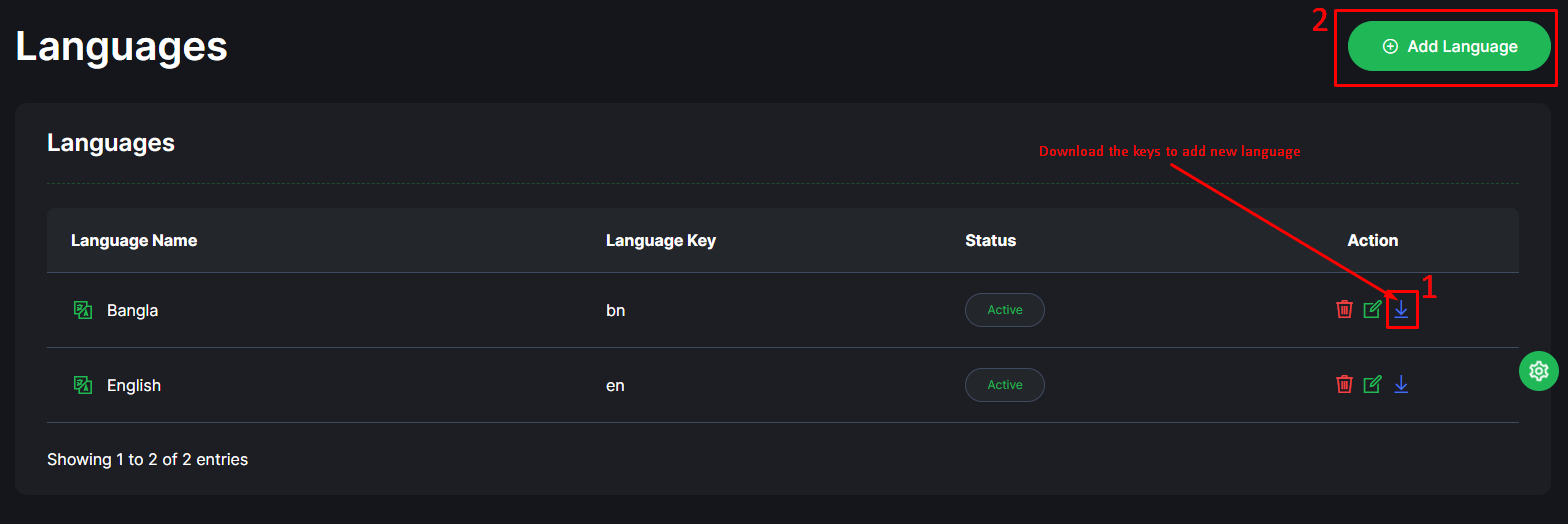 Languages
2
Add Language
Languages
Download the keys to add new language
Language Name Language Key Status Action
1
Bangla bn Active
English en Active
Showing 1 to 2 of 2 entries